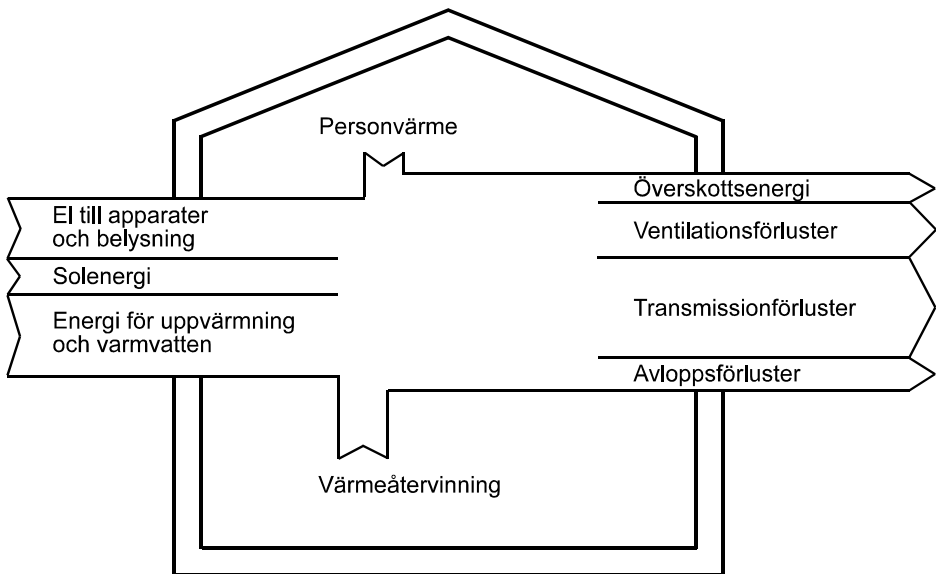 Personvärme
El till apparater
och belysning
Solenergi
Energi för uppvärmning
och varmvatten
Överskottsenergi
Ventilationsförluster
Transmissionförluster
Avloppsförluster
Värmeåtervinning